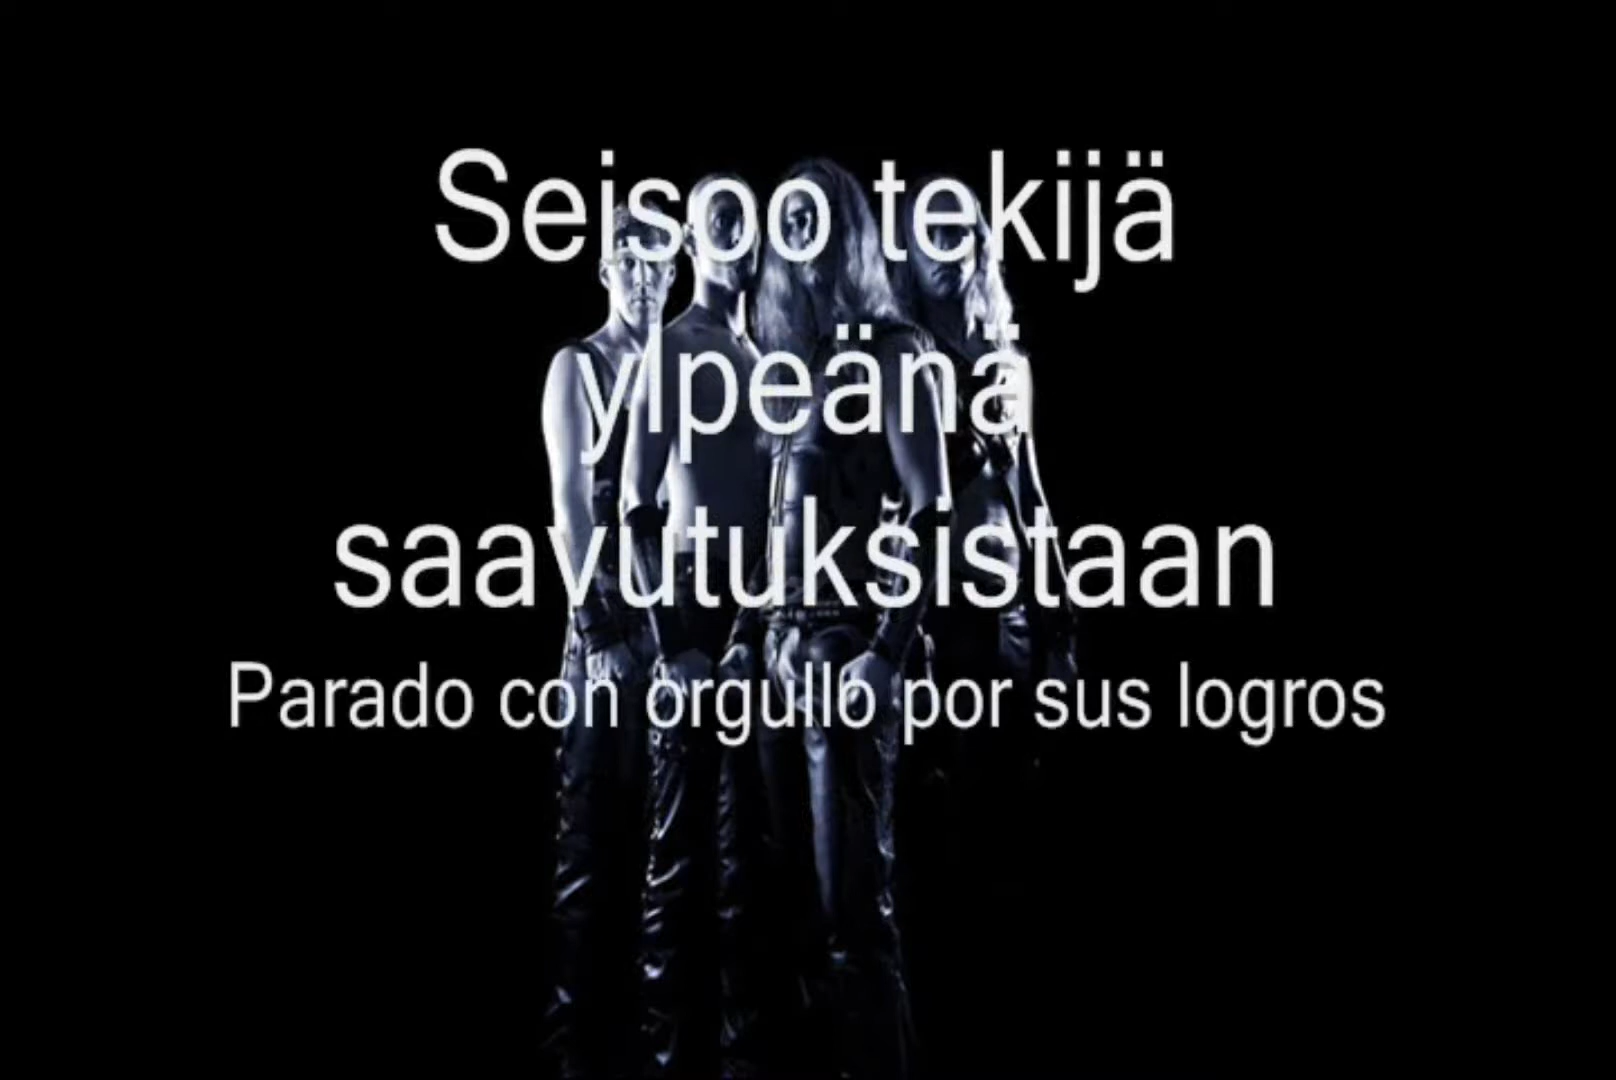 Seisoo tekijä
ylpeänä
saavutuksistaan
Parado con orgullo por sus logros